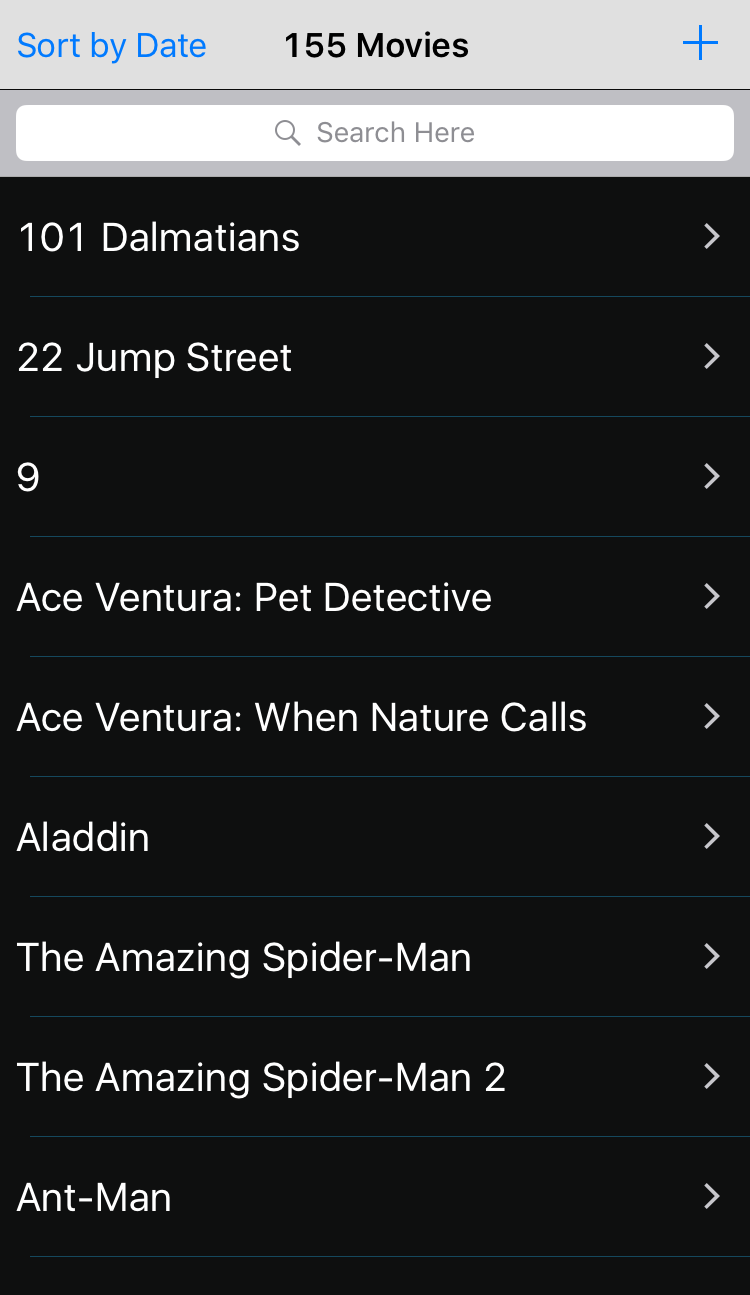 Sort by Date 155 Movies +
Search Here
101 Dalmatians
22 Jump Street
9
Ace Ventura: Pet Detective
Ace Ventura: When Nature Calls
Aladdin
The Amazing Spider-Man
The Amazing Spider-Man 2
Ant-Man